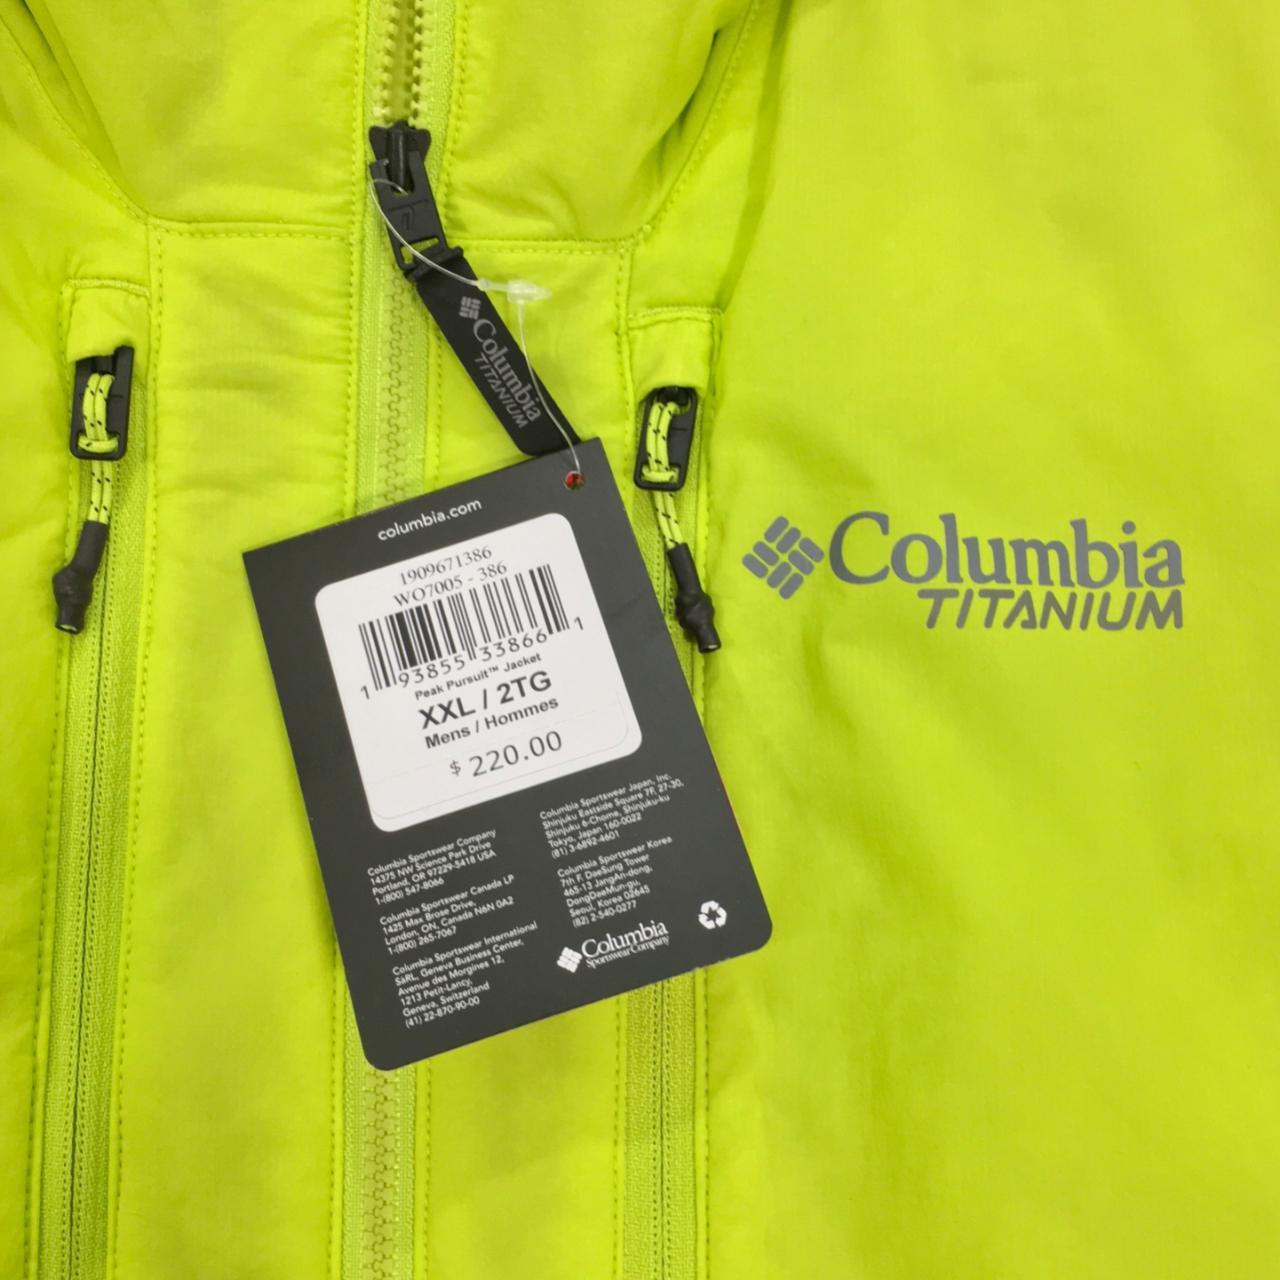 Columbia
TITANIUM
columbia.com
1909671386
WO7005 - 386
1 93855 33866 1
Peak Pursuit™ Jacket
XXL / 2TG
Mens / Hommes
$ 220.00
Columbia Sportswear Company
14375 NW Science Park Drive
Portland, OR 97229-5418 USA
1-(800) 547-8066
Columbia Sportswear Canada LP
1425 Max Brose Drive,
London, ON, Canada N6N 0A2
1-(800) 265-7067
Columbia Sportswear International
SàRL, Geneva Business Center,
Avenue des Morgines 12,
1213 Petit-Lancy,
Geneva, Switzerland
(41) 22-870-90-00
Columbia Sportswear Japan, Inc.
Shinjuku Eastside Square 7F, 27-30,
Shinjuku 6-Chome, Shinjuku-ku
Tokyo, Japan 160-0022
(81) 3-6892-4601
Columbia Sportswear Korea
7th F. DaeSung Tower
465-13 JangAn-dong,
DongDaeMun-gu,
Seoul, Korea 02645
(82) 2-540-0277
Columbia
Sportswear Company
Columbia
TITANIUM